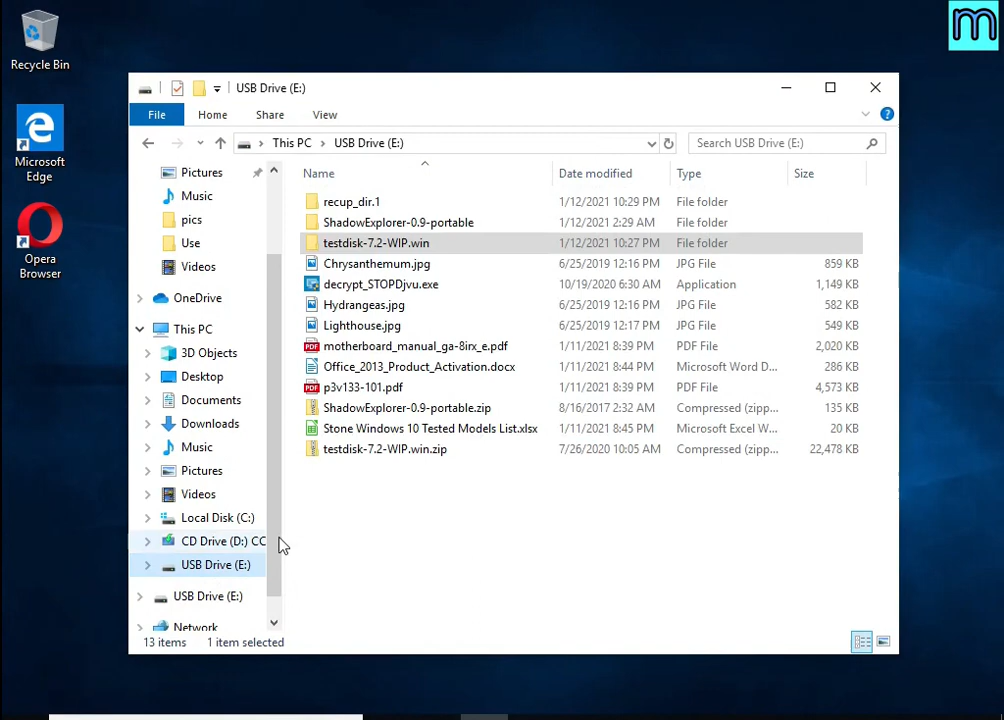 m
Recycle Bin
Microsoft
Edge
Opera
Browser
USB Drive (E:)
File Home Share View
This PC > USB Drive (E:)
Search USB Drive (E:)
Name Date modified Type Size
recup_dir.1 1/12/2021 10:29 PM File folder
ShadowExplorer-0.9-portable 1/12/2021 2:29 AM File folder
testdisk-7.2-WIP.win 1/12/2021 10:27 PM File folder
Chrysanthemum.jpg 6/25/2019 12:16 PM JPG File 859 KB
decrypt_STOPDjvu.exe 10/19/2020 6:30 AM Application 1,149 KB
Hydrangeas.jpg 6/25/2019 12:16 PM JPG File 582 KB
Lighthouse.jpg 6/25/2019 12:17 PM JPG File 549 KB
motherboard_manual_ga-8irx_e.pdf 1/11/2021 8:39 PM PDF File 2,020 KB
Office_2013_Product_Activation.docx 1/11/2021 8:44 PM Microsoft Word D... 286 KB
p3v133-101.pdf 1/11/2021 8:39 PM PDF File 4,573 KB
ShadowExplorer-0.9-portable.zip 8/16/2017 2:32 AM Compressed (zipp... 135 KB
Stone Windows 10 Tested Models List.xlsx 1/11/2021 8:45 PM Microsoft Excel W... 20 KB
testdisk-7.2-WIP.win.zip 7/26/2020 10:05 AM Compressed (zipp... 22,478 KB
Pictures
Music
pics
Use
Videos
OneDrive
This PC
3D Objects
Desktop
Documents
Downloads
Music
Pictures
Videos
Local Disk (C:)
CD Drive (D:) CC
USB Drive (E:)
USB Drive (E:)
Network
13 items 1 item selected